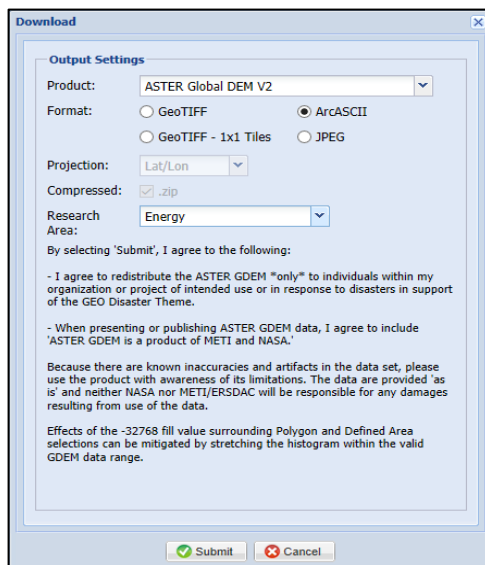 Download
Output Settings
Product: ASTER Global DEM V2
Format: GeoTIFF ArcASCII
GeoTIFF - 1x1 Tiles JPEG
Projection: Lat/Lon
Compressed: .zip
Research Area: Energy
By selecting 'Submit', I agree to the following:
- I agree to redistribute the ASTER GDEM *only* to individuals within my
organization or project of intended use or in response to disasters in support
of the GEO Disaster Theme.
- When presenting or publishing ASTER GDEM data, I agree to include
'ASTER GDEM is a product of METI and NASA.'
Because there are known inaccuracies and artifacts in the data set, please
use the product with awareness of its limitations. The data are provided 'as
is' and neither NASA nor METI/ERSDAC will be responsible for any damages
resulting from use of the data.
Effects of the -32768 fill value surrounding Polygon and Defined Area
selections can be mitigated by stretching the histogram within the valid
GDEM data range.
Submit Cancel